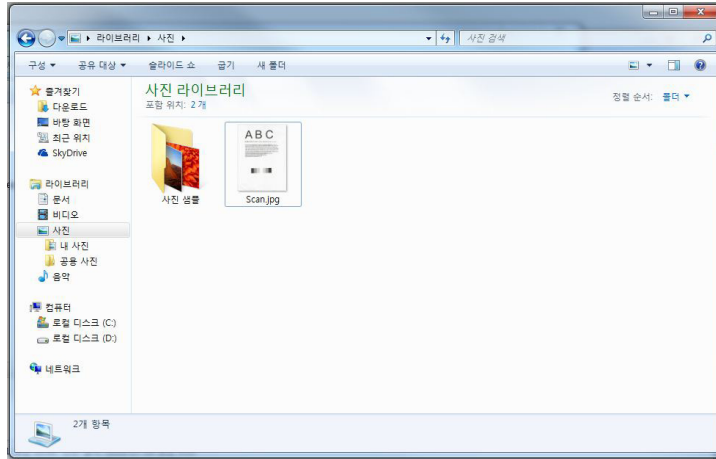 라이브러리 ▸ 사진 ▸
사진 검색
구성 ▼ 공유 대상 ▼ 슬라이드 쇼 굽기 새 폴더
즐겨찾기
다운로드
바탕 화면
최근 위치
SkyDrive
라이브러리
문서
비디오
사진
내 사진
공용 사진
음악
컴퓨터
로컬 디스크 (C:)
로컬 디스크 (D:)
네트워크
사진 라이브러리
포함 위치: 2개
정렬 순서: 폴더 ▼
A B C
사진 샘플
Scan.jpg
2개 항목